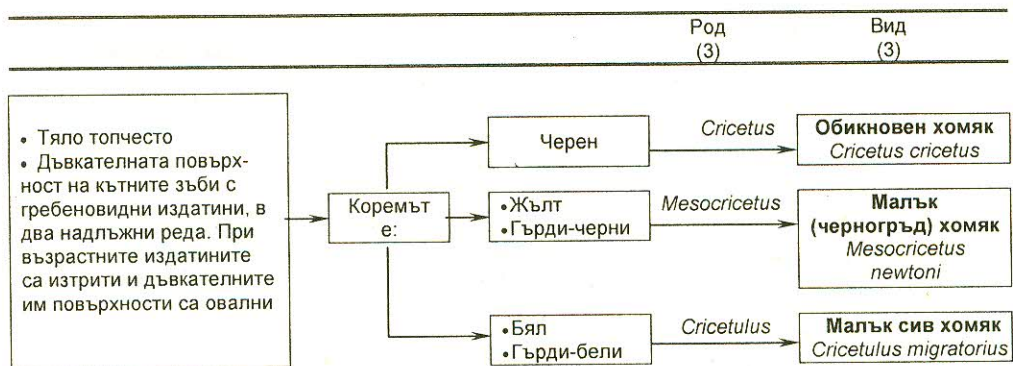 Род
(3)
Вид
(3)
• Тяло топчесто
• Дъвкателната повърх-
ност на кътните зъби с
гребеновидни издатини, в
два надлъжни реда. При
възрастните издатините
са изтрити и дъвкателните
им повърхности са овални
Коремът
е:
Черен
Cricetus
Обикновен хомяк
Cricetus cricetus
• Жълт
• Гърди-черни
Mesocricetus
Малък
(черногръд) хомяк
Mesocricetus
newtoni
• Бял
• Гърди-бели
Cricetulus
Малък сив хомяк
Cricetulus migratorius